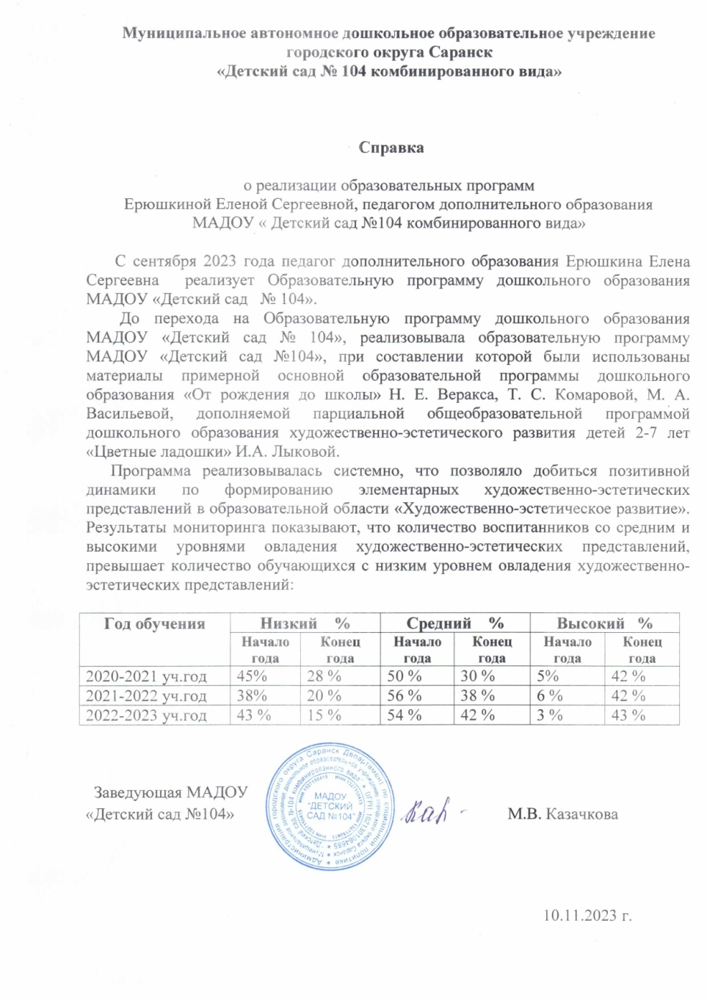 Муниципальное автономное дошкольное образовательное учреждение
городского округа Саранск
«Детский сад № 104 комбинированного вида»
Справка
о реализации образовательных программ
Ерюшкиной Еленой Сергеевной, педагогом дополнительного образования
МАДОУ « Детский сад №104 комбинированного вида»
С сентября 2023 года педагог дополнительного образования Ерюшкина Елена
Сергеевна реализует Образовательную программу дошкольного образования
МАДОУ «Детский сад № 104».
До перехода на Образовательную программу дошкольного образования
МАДОУ «Детский сад № 104», реализовывала образовательную программу
МАДОУ «Детский сад №104», при составлении которой были использованы
материалы примерной основной образовательной программы дошкольного
образования «От рождения до школы» Н. Е. Веракса, Т. С. Комаровой, М. А.
Васильевой, дополняемой парциальной общеобразовательной программой
дошкольного образования художественно-эстетического развития детей 2-7 лет
«Цветные ладошки» И.А. Лыковой.
Программа реализовывалась системно, что позволяло добиться позитивной
динамики по формированию элементарных художественно-эстетических
представлений в образовательной области «Художественно-эстетическое развитие».
Результаты мониторинга показывают, что количество воспитанников со средним и
высокими уровнями овладения художественно-эстетических представлений,
превышает количество обучающихся с низким уровнем овладения художественно-
эстетических представлений:
Год обучения Низкий % Средний % Высокий %
Начало года Конец года Начало года Конец года Начало года Конец года
2020-2021 уч.год 45% 28 % 50 % 30 % 5% 42 %
2021-2022 уч.год 38% 20 % 56 % 38 % 6 % 42 %
2022-2023 уч.год 43 % 15 % 54 % 42 % 3 % 43 %
Заведующая МАДОУ
«Детский сад №104» М.В. Казачкова
МАДОУ
"ДЕТСКИЙ
САД №104"
10.11.2023 г.